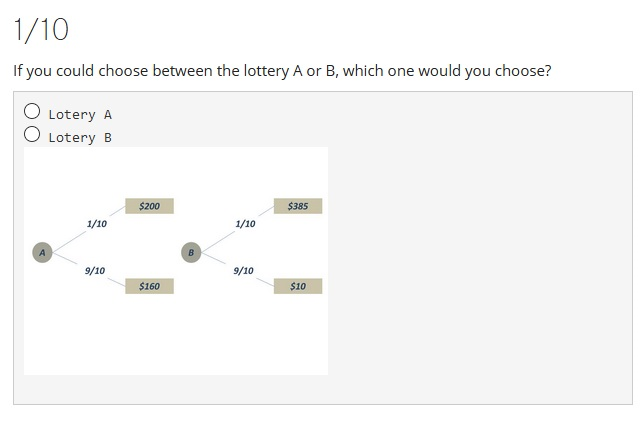 1/10
If you could choose between the lottery A or B, which one would you choose?
Lotery A
Lotery B
$200
$385
1/10
1/10
A
B
9/10
9/10
$160
$10